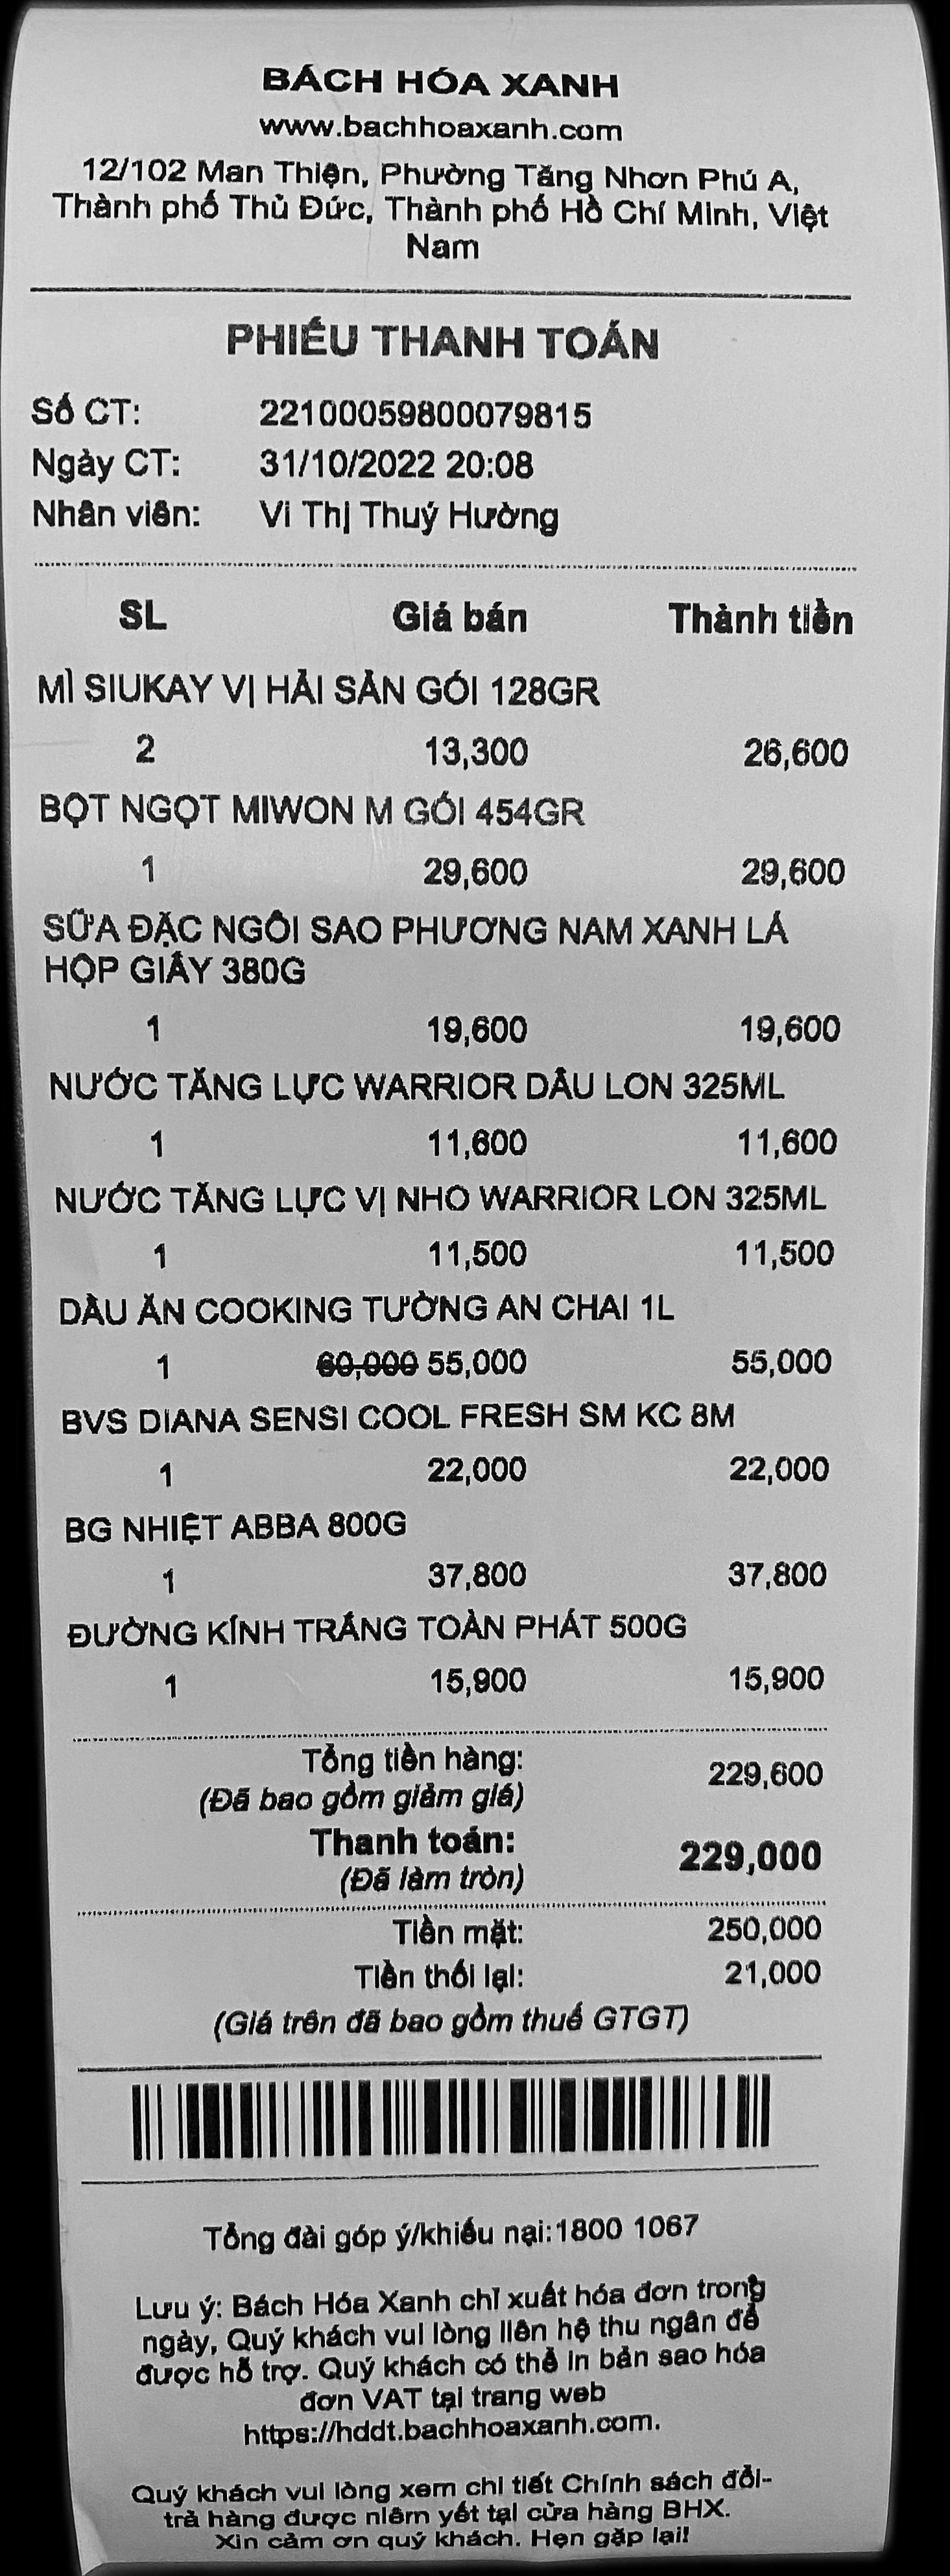 BÁCH HÓA XANH
www.bachhoaxanh.com
12/102 Man Thiện, Phường Tăng Nhơn Phú A,
Thành phố Thủ Đức, Thành phố Hồ Chí Minh, Việt
Nam
PHIẾU THANH TOÁN
Số CT: 22100059800079815
Ngày CT: 31/10/2022 20:08
Nhân viên: Vi Thị Thuý Hường
SL Giá bán Thành tiền
MÌ SIUKAY VỊ HẢI SẢN GÓI 128GR
2 13,300 26,600
BỘT NGỌT MIWON M GÓI 454GR
1 29,600 29,600
SỮA ĐẶC NGÔI SAO PHƯƠNG NAM XANH LÁ
HỘP GIẤY 380G
1 19,600 19,600
NƯỚC TĂNG LỰC WARRIOR DÂU LON 325ML
1 11,600 11,600
NƯỚC TĂNG LỰC VỊ NHO WARRIOR LON 325ML
1 11,500 11,500
DẦU ĂN COOKING TƯỜNG AN CHAI 1L
1 60,000 55,000 55,000
BVS DIANA SENSI COOL FRESH SM KC 8M
1 22,000 22,000
BG NHIỆT ABBA 800G
1 37,800 37,800
ĐƯỜNG KÍNH TRẮNG TOÀN PHÁT 500G
1 15,900 15,900
Tổng tiền hàng: 229,600
(Đã bao gồm giảm giá)
Thanh toán: 229,000
(Đã làm tròn)
Tiền mặt: 250,000
Tiền thối lại: 21,000
(Giá trên đã bao gồm thuế GTGT)
Tổng đài góp ý/khiếu nại:1800 1067
Lưu ý: Bách Hóa Xanh chỉ xuất hóa đơn trong
ngày, Quý khách vui lòng liên hệ thu ngân để
được hỗ trợ. Quý khách có thể in bản sao hóa
đơn VAT tại trang web
https://hddt.bachhoaxanh.com.
Quý khách vui lòng xem chi tiết Chính sách đổi-
trả hàng được niêm yết tại cửa hàng BHX.
Xin cảm ơn quý khách. Hẹn gặp lại!